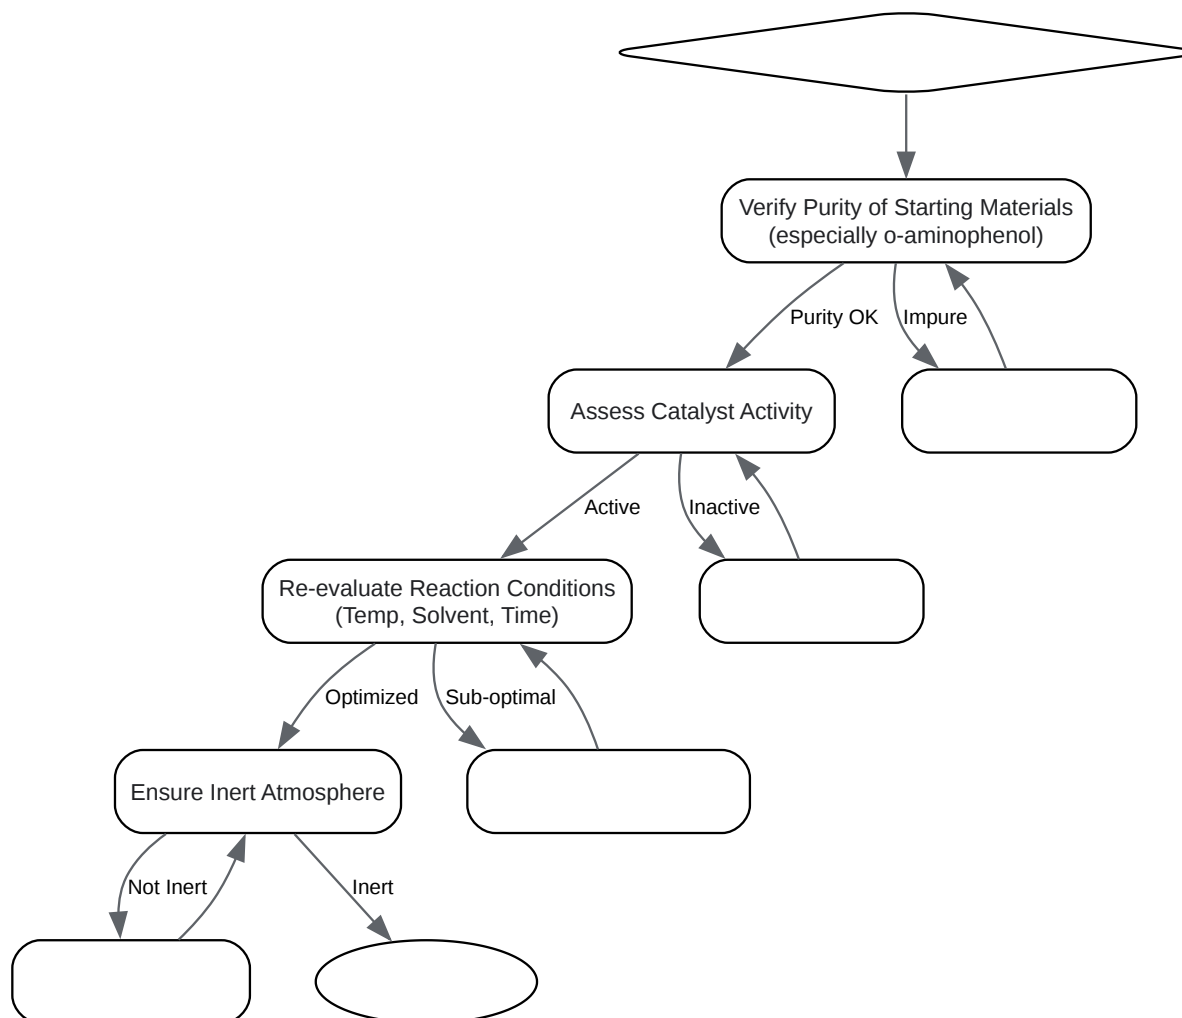 Verify Purity of Starting Materials
(especially o-aminophenol)
Purity OK
Impure
Assess Catalyst Activity
Active
Inactive
Re-evaluate Reaction Conditions
(Temp, Solvent, Time)
Optimized
Sub-optimal
Ensure Inert Atmosphere
Not Inert
Inert